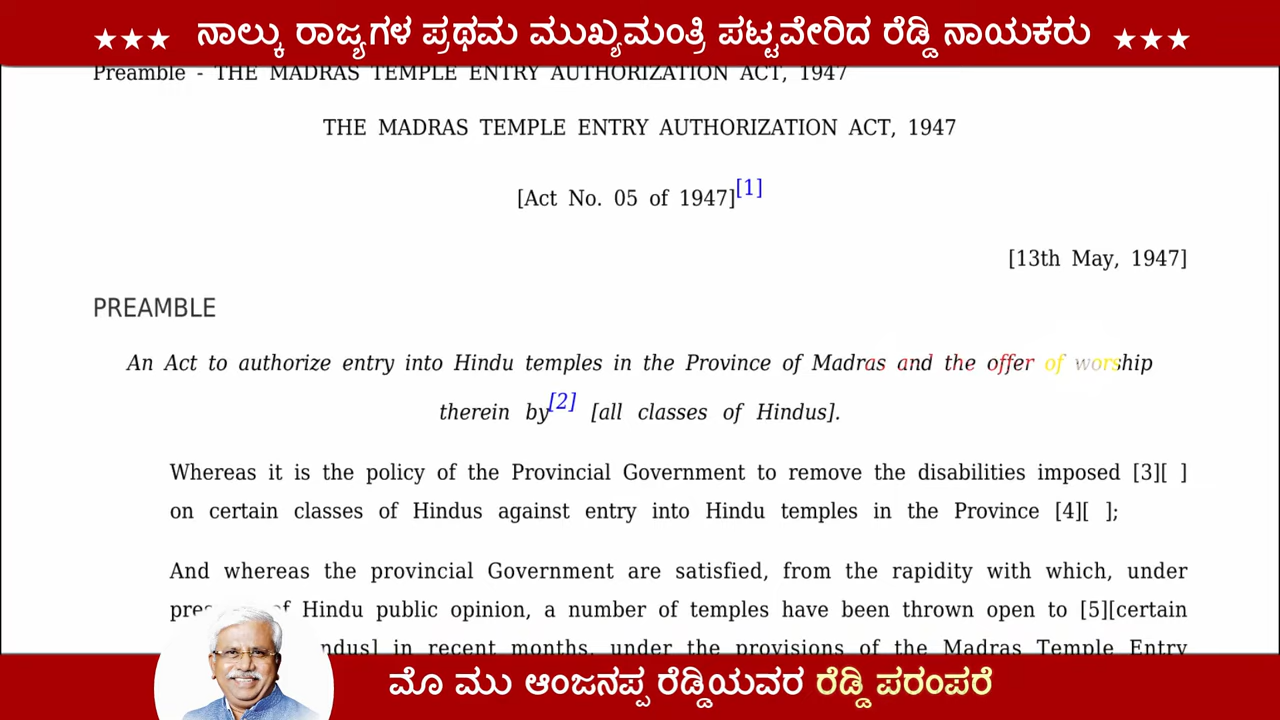 ★★★ ನಾಲ್ಕು ರಾಜ್ಯಗಳ ಪ್ರಥಮ ಮುಖ್ಯಮಂತ್ರಿ ಪಟ್ಟವೇರಿದ ರೆಡ್ಡಿ ನಾಯಕರು ★★★
Preamble - THE MADRAS TEMPLE ENTRY AUTHORIZATION ACT, 1947
THE MADRAS TEMPLE ENTRY AUTHORIZATION ACT, 1947
[Act No. 05 of 1947][1]
[13th May, 1947]
PREAMBLE
An Act to authorize entry into Hindu temples in the Province of Madras and the offer of worship
therein by[2] [all classes of Hindus].
Whereas it is the policy of the Provincial Government to remove the disabilities imposed [3][ ]
on certain classes of Hindus against entry into Hindu temples in the Province [4][ ];
And whereas the provincial Government are satisfied, from the rapidity with which, under
of Hindu public opinion, a number of temples have been thrown open to [5][certain
in recent months, under the provisions of the Madras Temple Entry
ಮೊ ಮು ಆಂಜನಪ್ಪ ರೆಡ್ಡಿಯವರ ರೆಡ್ಡಿ ಪರಂಪರೆ